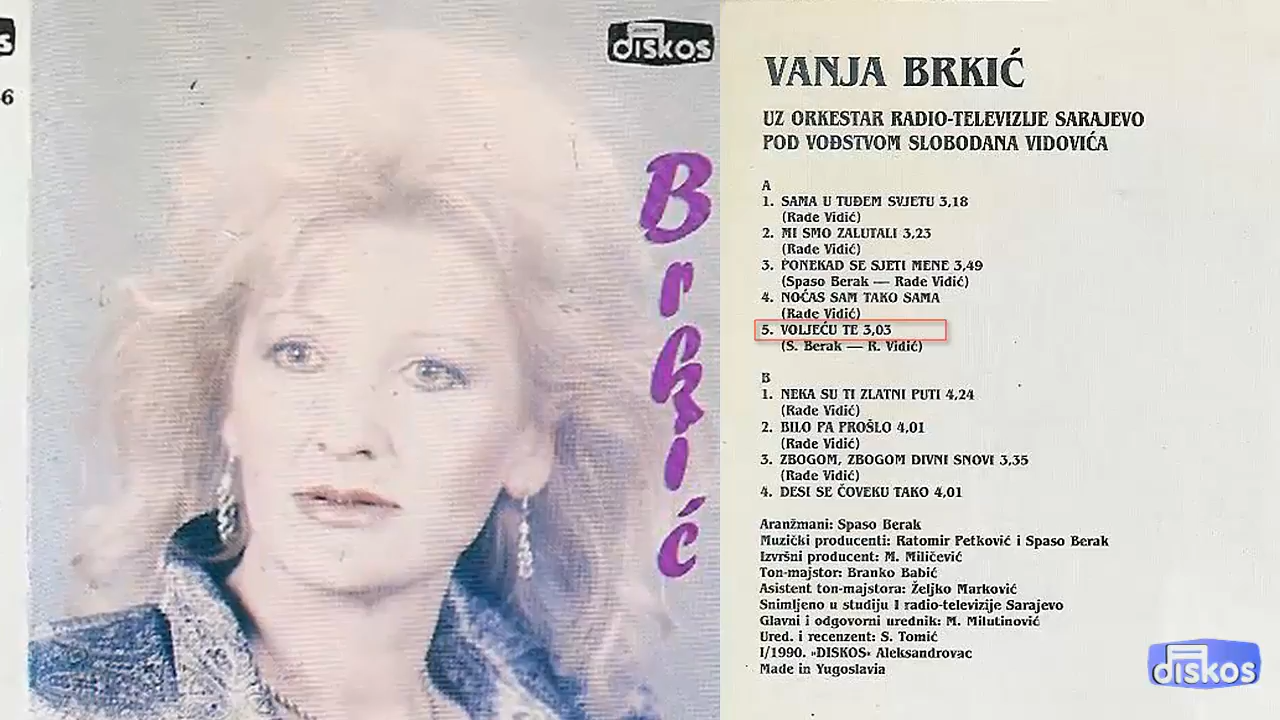 s
6
diskos
Brkić
VANJA BRKIĆ
UZ ORKESTAR RADIO-TELEVIZIJE SARAJEVO
POD VOĐSTVOM SLOBODANA VIDOVIĆA
A
1. SAMA U TUĐEM SVJETU 3,18
(Rade Vidić)
2. MI SMO ZALUTALI 3,23
(Rade Vidić)
3. PONEKAD SE SJETI MENE 3,49
(Spaso Berak — Rade Vidić)
4. NOĆAS SAM TAKO SAMA
(Rade Vidić)
5. VOLJEĆU TE 3,03
(S. Berak — R. Vidić)
B
1. NEKA SU TI ZLATNI PUTI 4,24
(Rade Vidić)
2. BILO PA PROŠLO 4,01
(Rade Vidić)
3. ZBOGOM, ZBOGOM DIVNI SNOVI 3,35
(Rade Vidić)
4. DESI SE ČOVEKU TAKO 4,01
Aranžmani: Spaso Berak
Muzički producenti: Ratomir Petković i Spaso Berak
Izvršni producent: M. Miličević
Ton-majstor: Branko Babić
Asistent ton-majstora: Željko Marković
Snimljeno u studiju I radio-televizije Sarajevo
Glavni i odgovorni urednik: M. Milutinović
Ured. i recenzent: S. Tomić
I/1990. »DISKOS« Aleksandrovac
Made in Yugoslavia
diskos